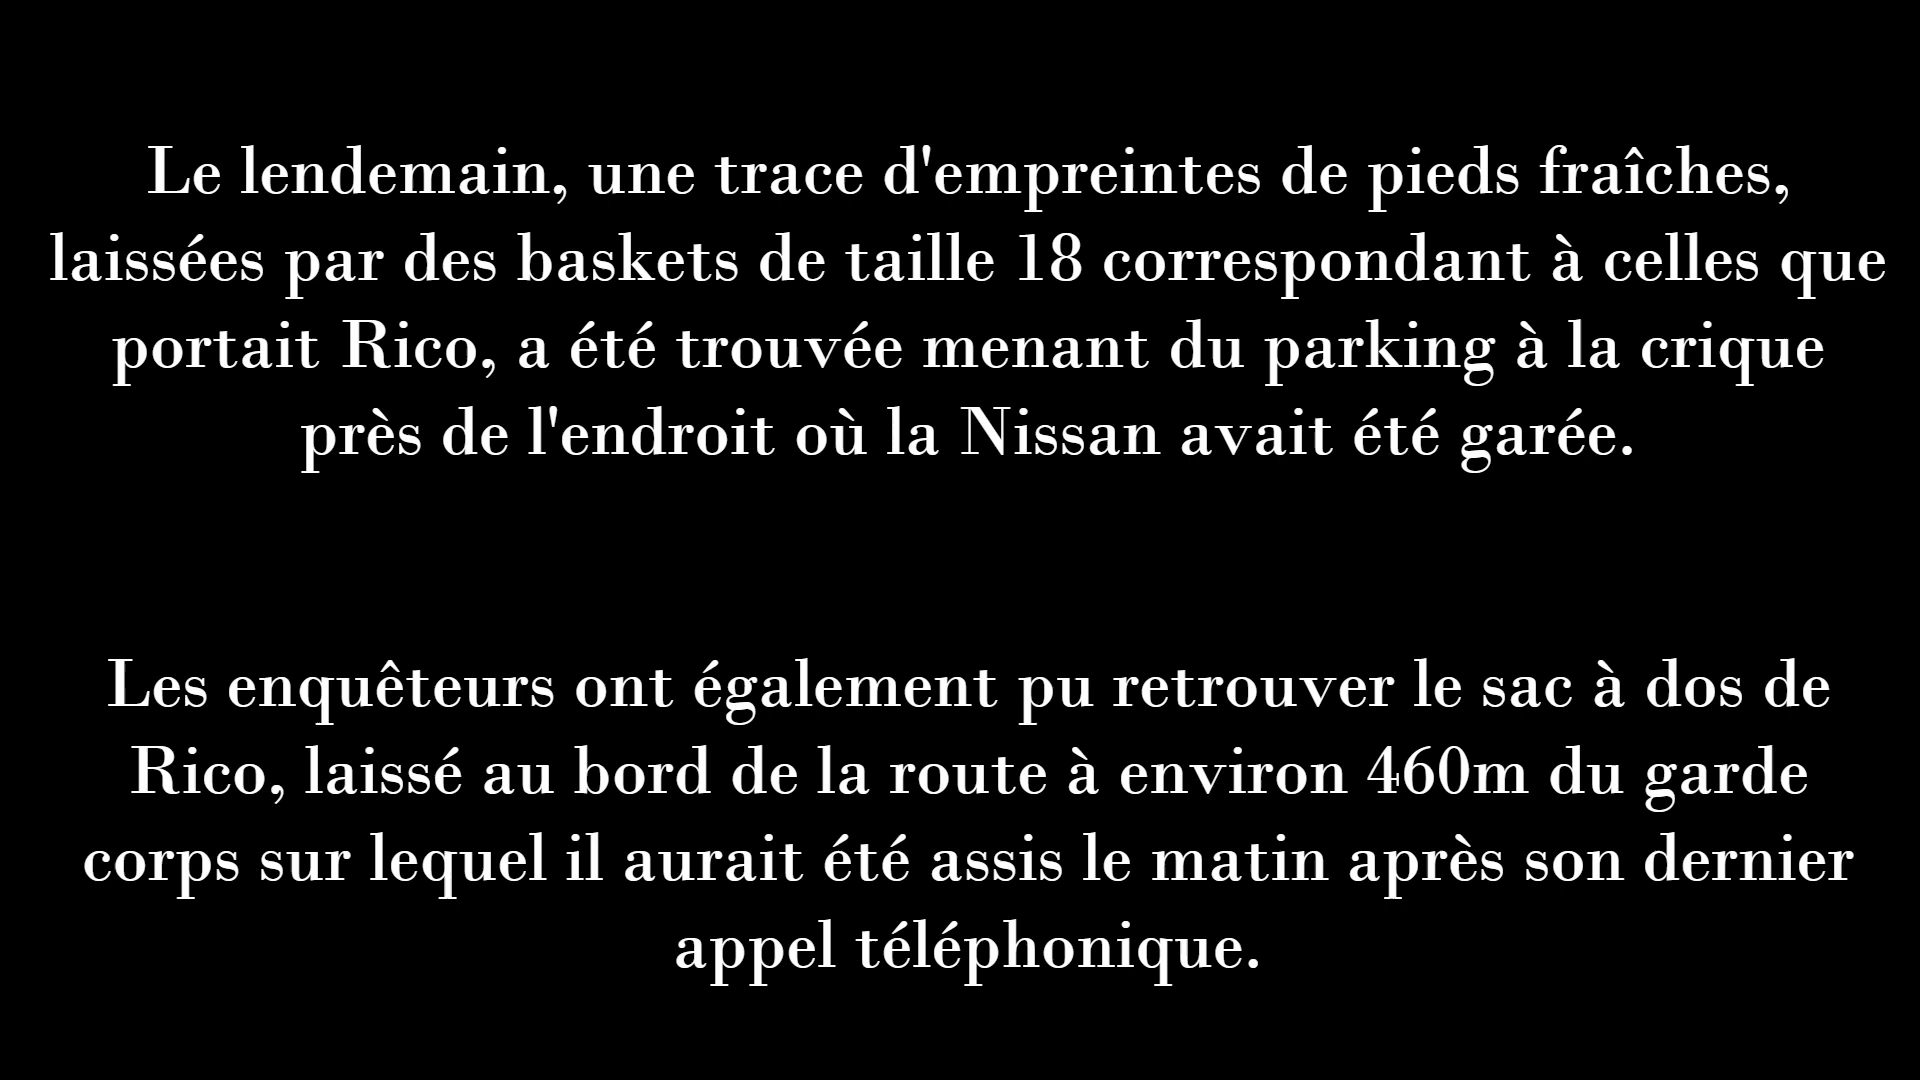 Le lendemain, une trace d'empreintes de pieds fraîches,
laissées par des baskets de taille 18 correspondant à celles que
portait Rico, a été trouvée menant du parking à la crique
près de l'endroit où la Nissan avait été garée.
Les enquêteurs ont également pu retrouver le sac à dos de
Rico, laissé au bord de la route à environ 460m du garde
corps sur lequel il aurait été assis le matin après son dernier
appel téléphonique.